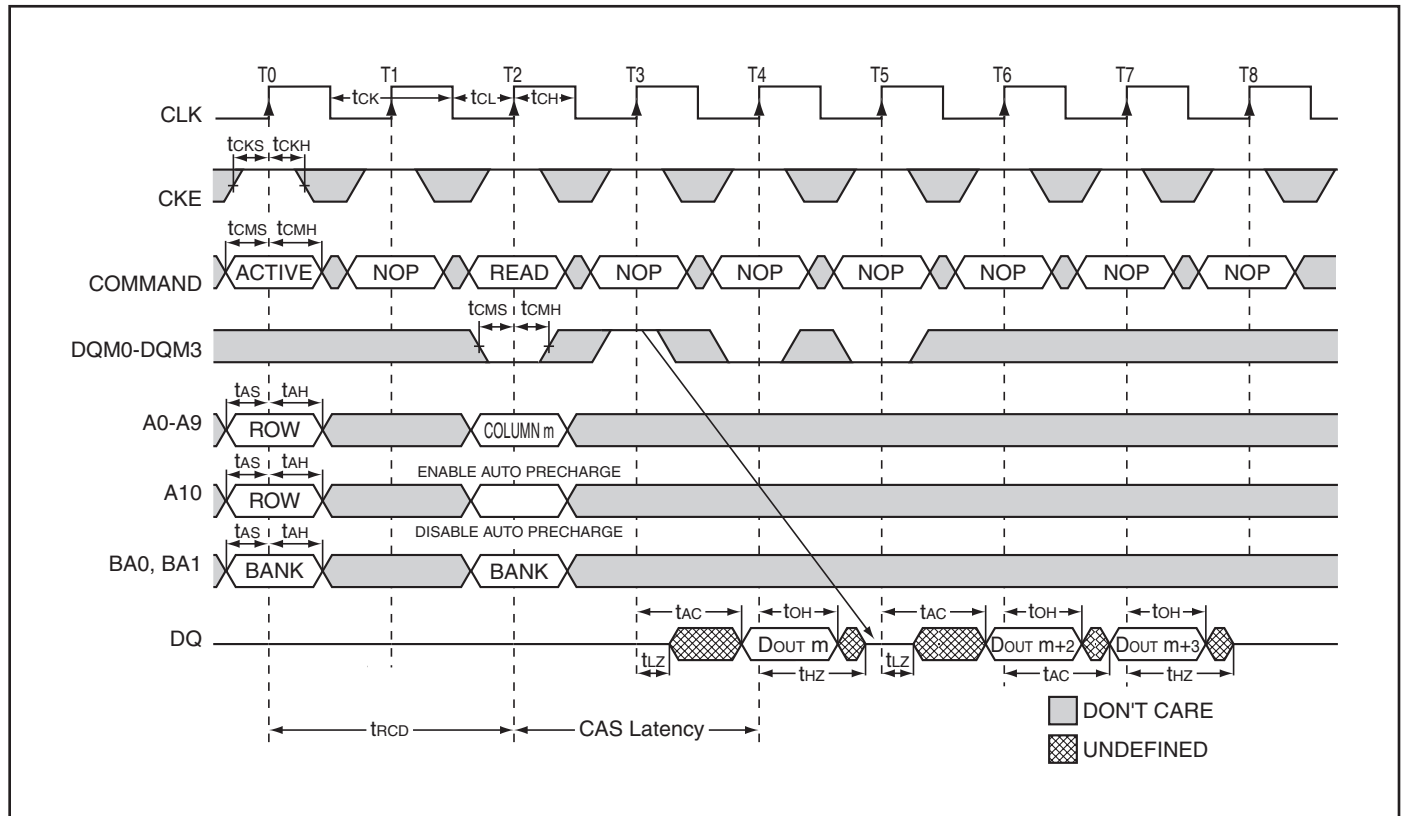 T0 T1 T2 T3 T4 T5 T6 T7 T8
CLK
tCK tCL tCH
tCKS tCKH
CKE
tCMS tCMH
COMMAND
ACTIVE NOP READ NOP NOP NOP NOP NOP NOP
tCMS tCMH
DQM0-DQM3
tAS tAH
A0-A9
ROW COLUMN m
tAS tAH
ENABLE AUTO PRECHARGE
A10
ROW
DISABLE AUTO PRECHARGE
tAS tAH
BA0, BA1
BANK BANK
tAC tOH tAC tOH tOH
DQ
DOUT m DOUT m+2 DOUT m+3
tLZ tHZ tLZ tAC tHZ
tRCD CAS Latency
DON'T CARE
UNDEFINED